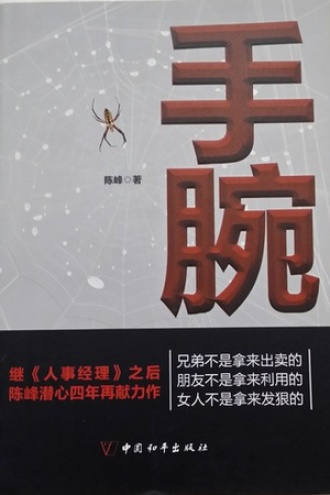 手腕
陈峰◇著
继《人事经理》之后
陈峰潜心四年再献力作
兄弟不是拿来出卖的
朋友不是拿来利用的
女人不是拿来发狠的
中国和平出版社